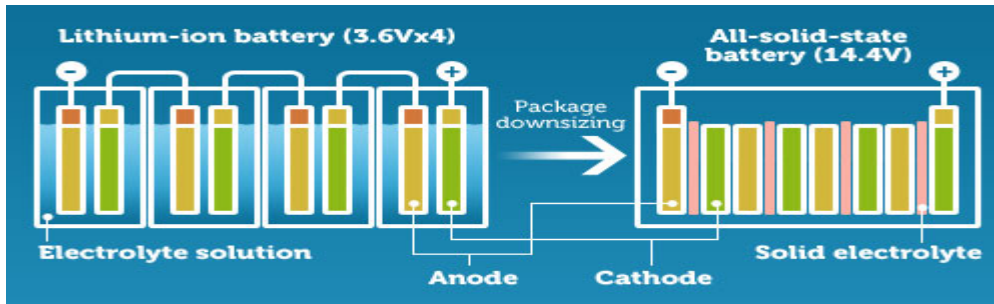 Lithium-ion battery (3.6Vx4)
All-solid-state
battery (14.4V)
Package
downsizing
Electrolyte solution
Anode
Cathode
Solid electrolyte